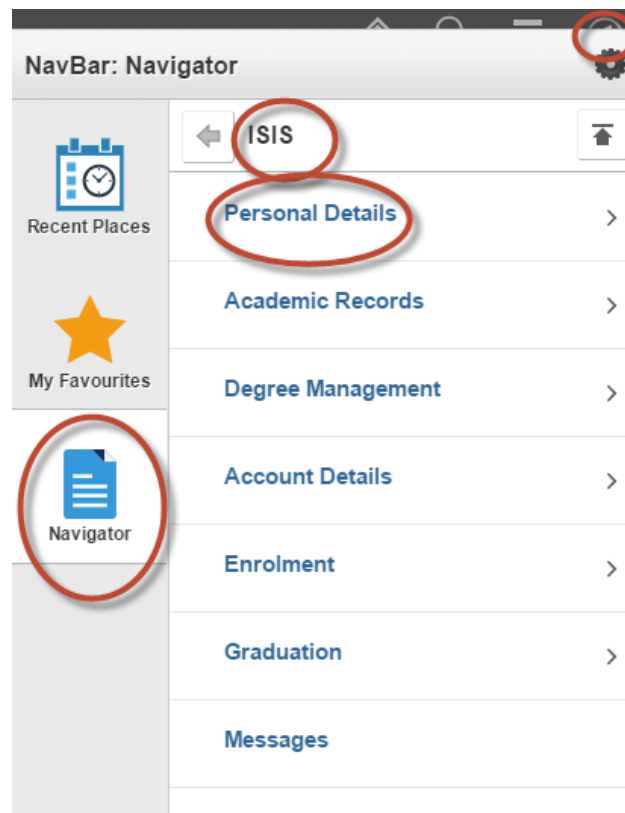 NavBar: Navigator
ISIS
Recent Places
Personal Details
Academic Records
My Favourites
Degree Management
Account Details
Navigator
Enrolment
Graduation
Messages